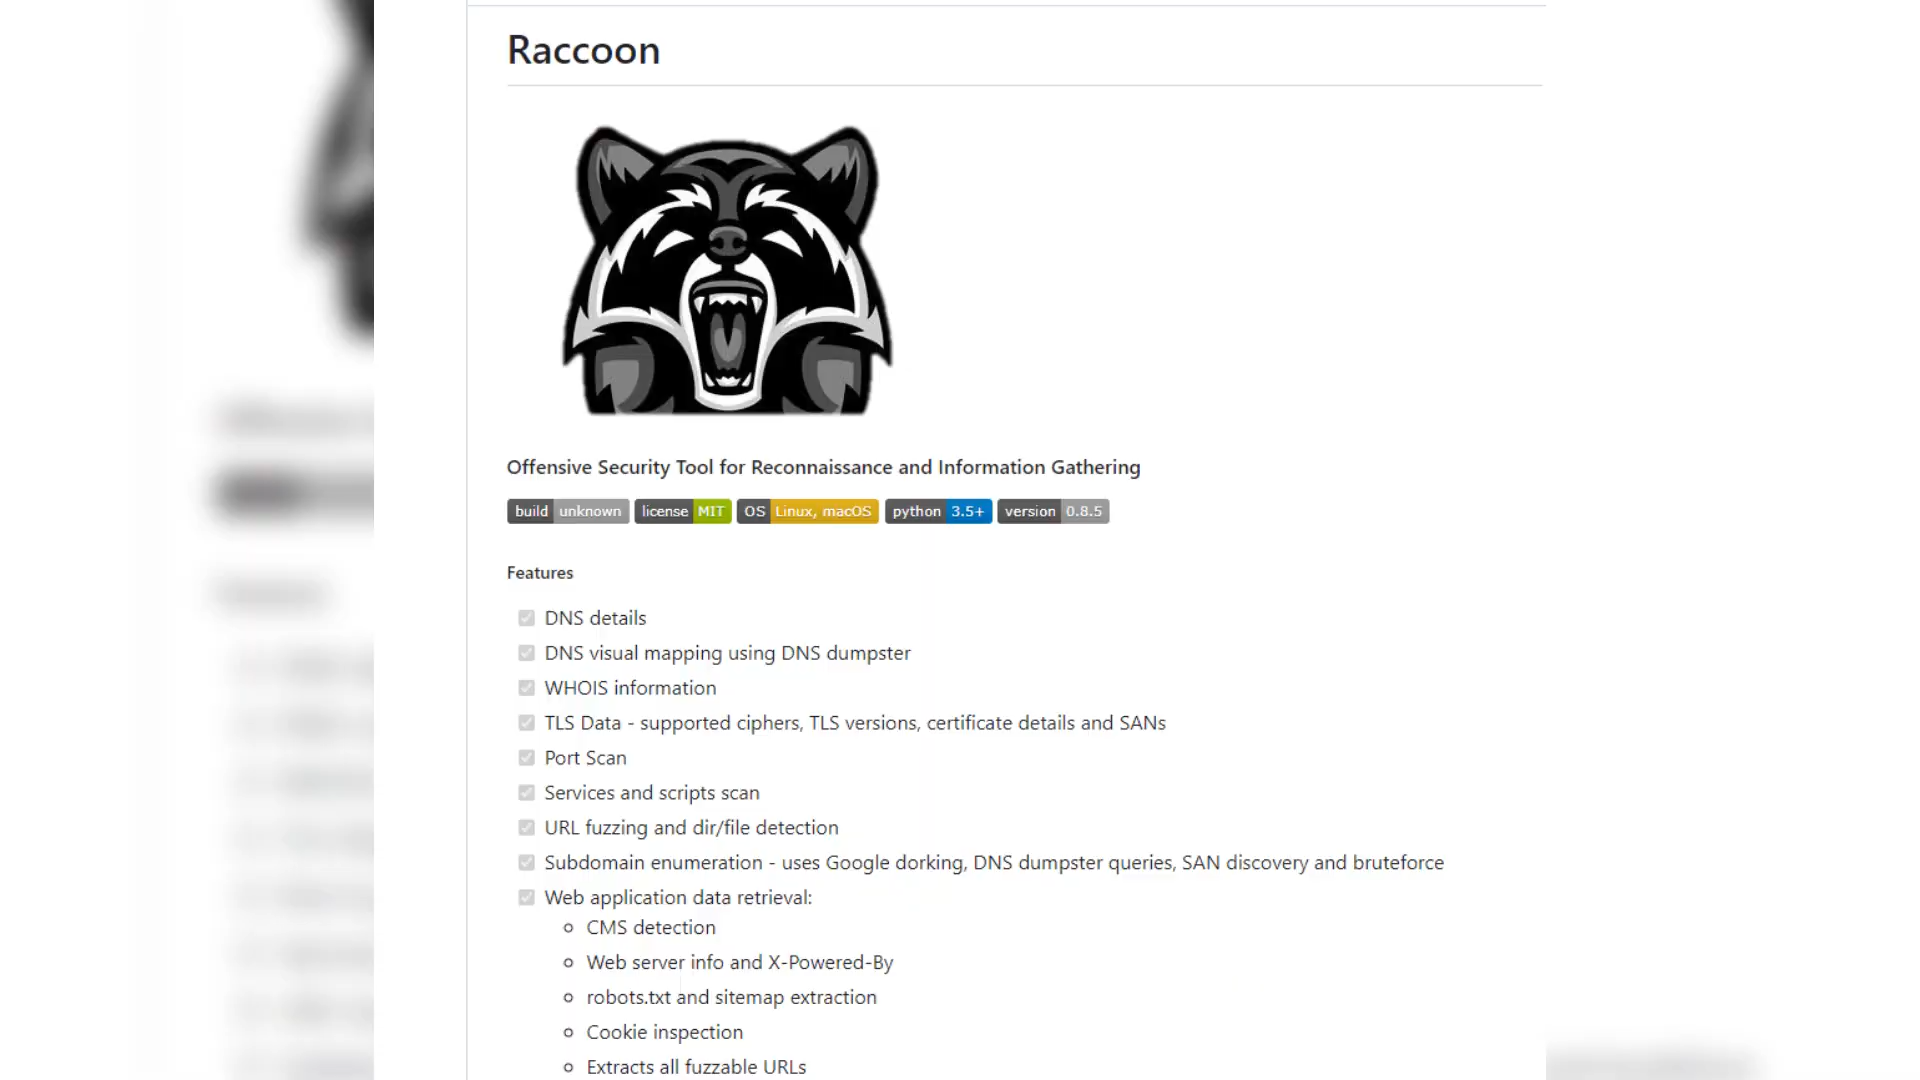 Raccoon
Offensive Security Tool for Reconnaissance and Information Gathering
build unknown license MIT OS Linux, macOS python 3.5+ version 0.8.5
Features
DNS details
DNS visual mapping using DNS dumpster
WHOIS information
TLS Data - supported ciphers, TLS versions, certificate details and SANs
Port Scan
Services and scripts scan
URL fuzzing and dir/file detection
Subdomain enumeration - uses Google dorking, DNS dumpster queries, SAN discovery and bruteforce
Web application data retrieval:
CMS detection
Web server info and X-Powered-By
robots.txt and sitemap extraction
Cookie inspection
Extracts all fuzzable URLs